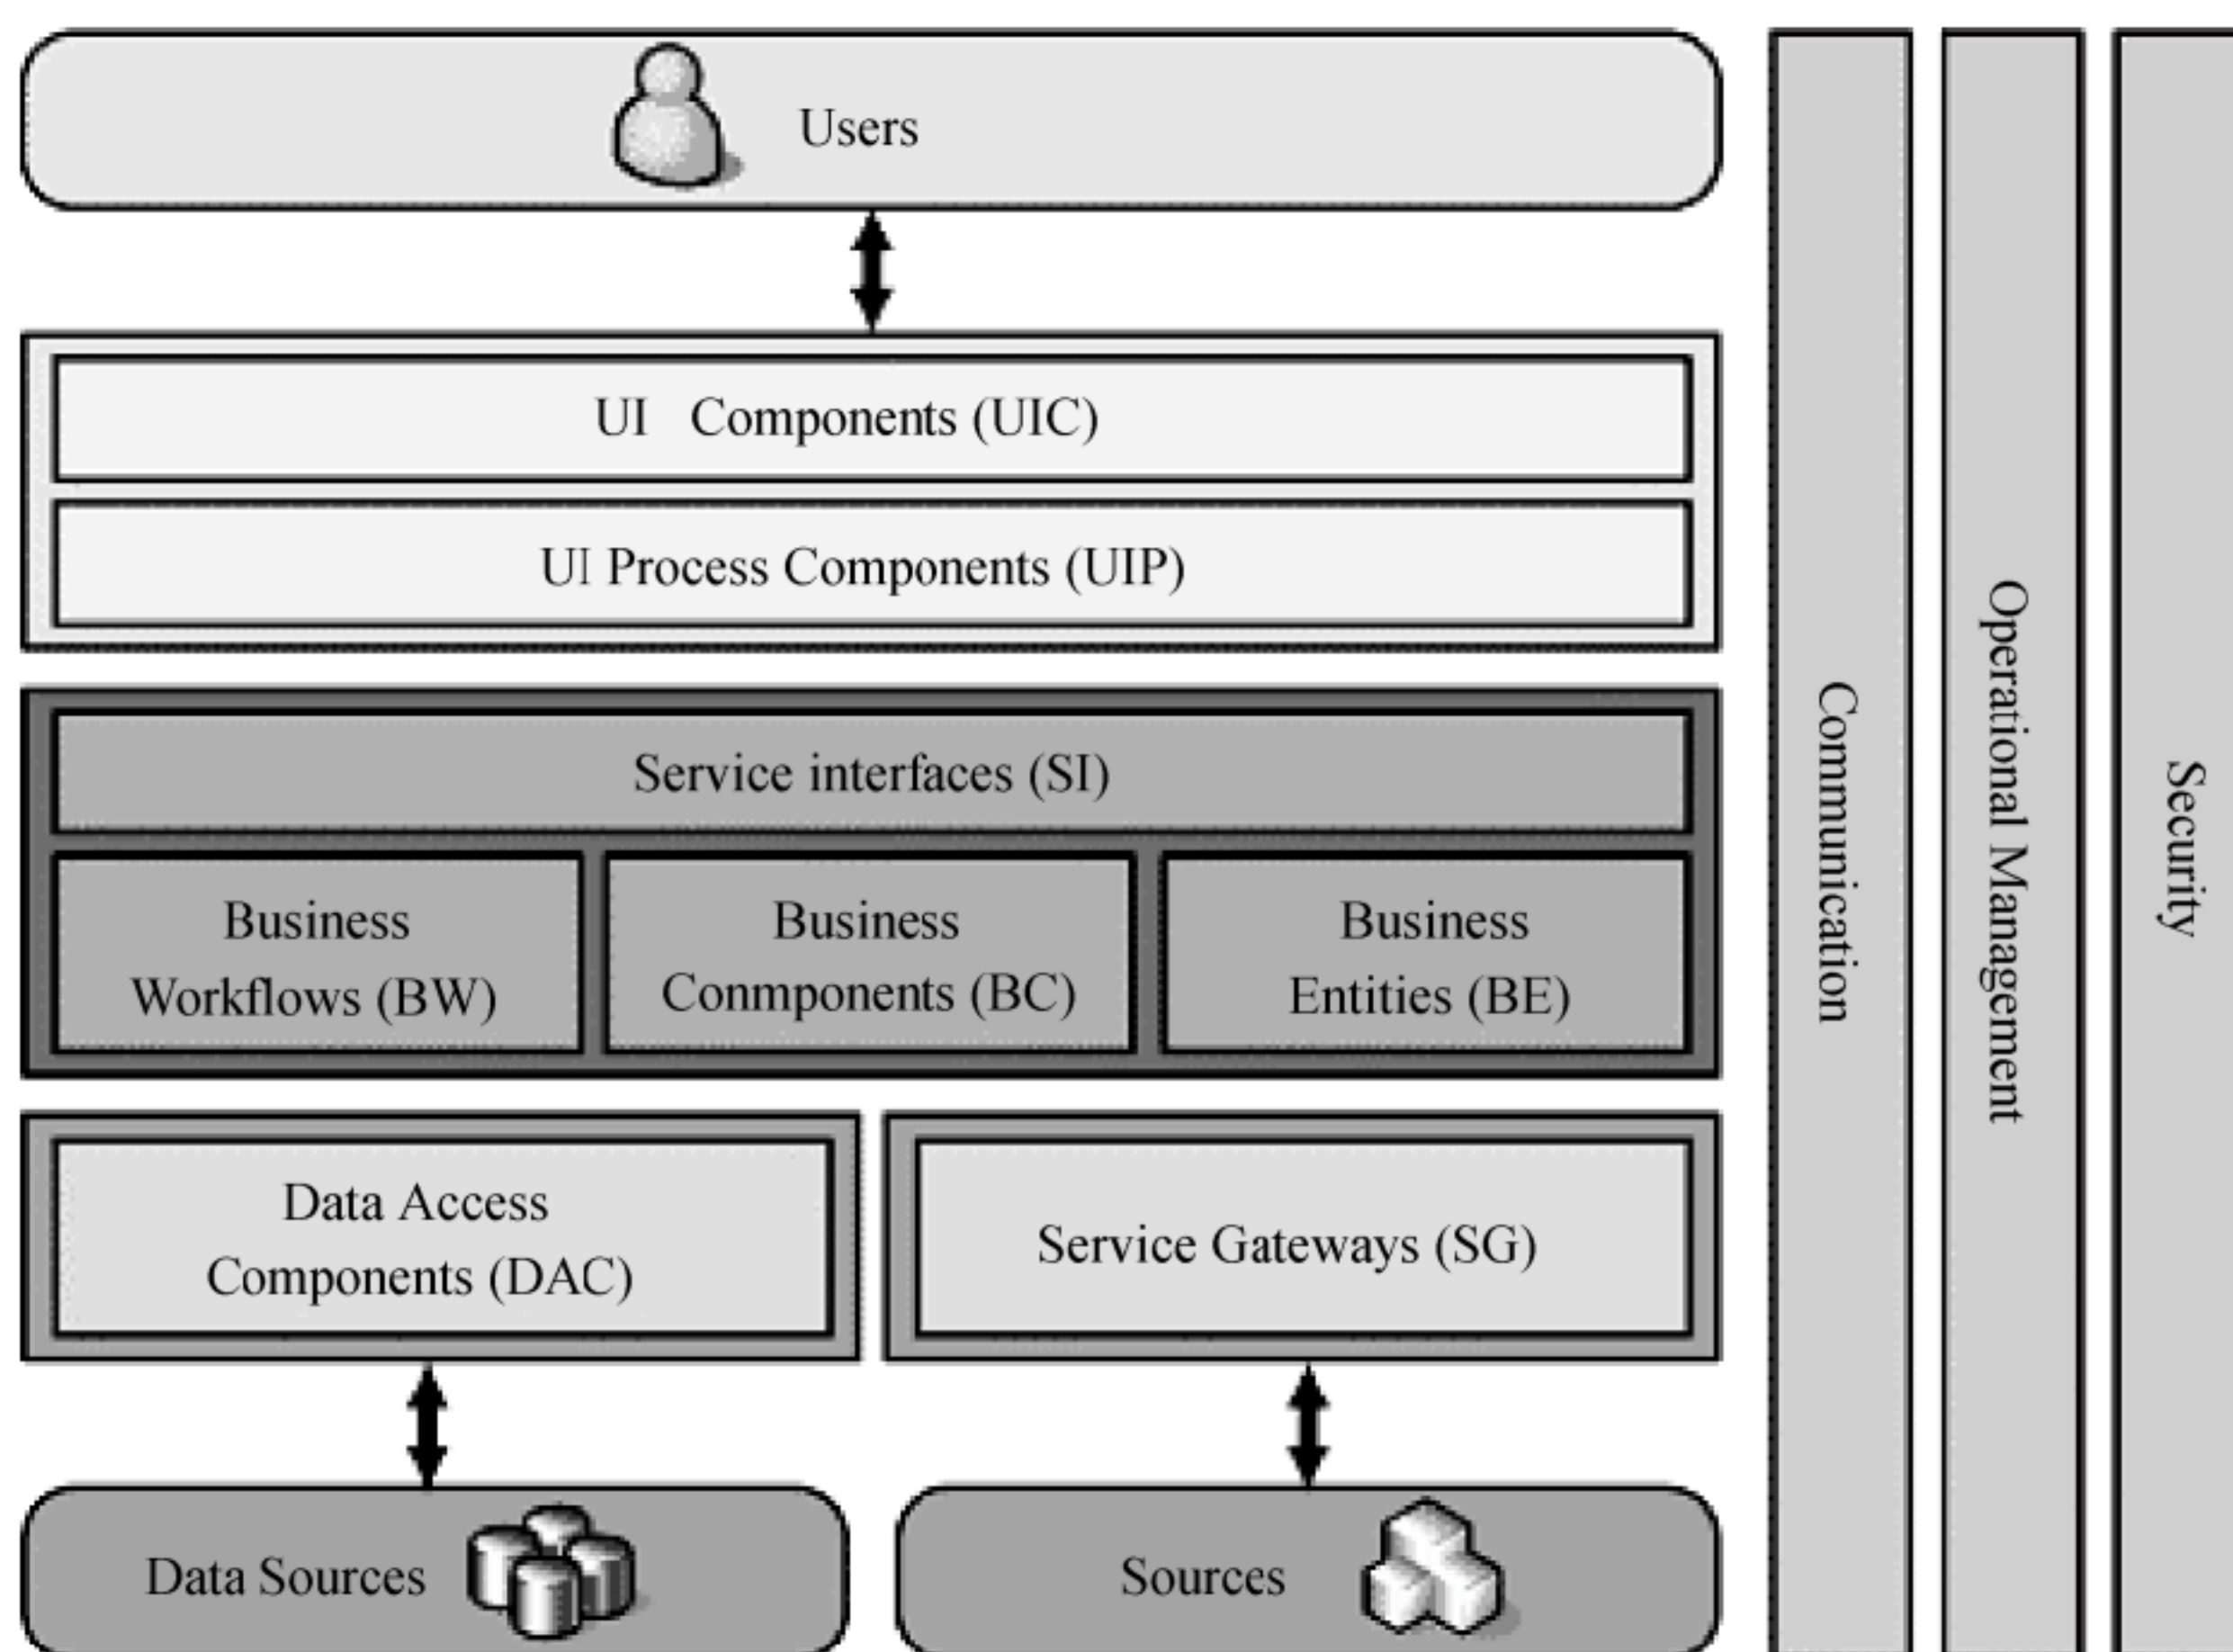 Users
UI Components (UIC)
UI Process Components (UIP)
Service interfaces (SI)
Business
Workflows (BW)
Business
Conmponents (BC)
Business
Entities (BE)
Data Access
Components (DAC)
Service Gateways (SG)
Data Sources
Sources
Communication
Operational Management
Security